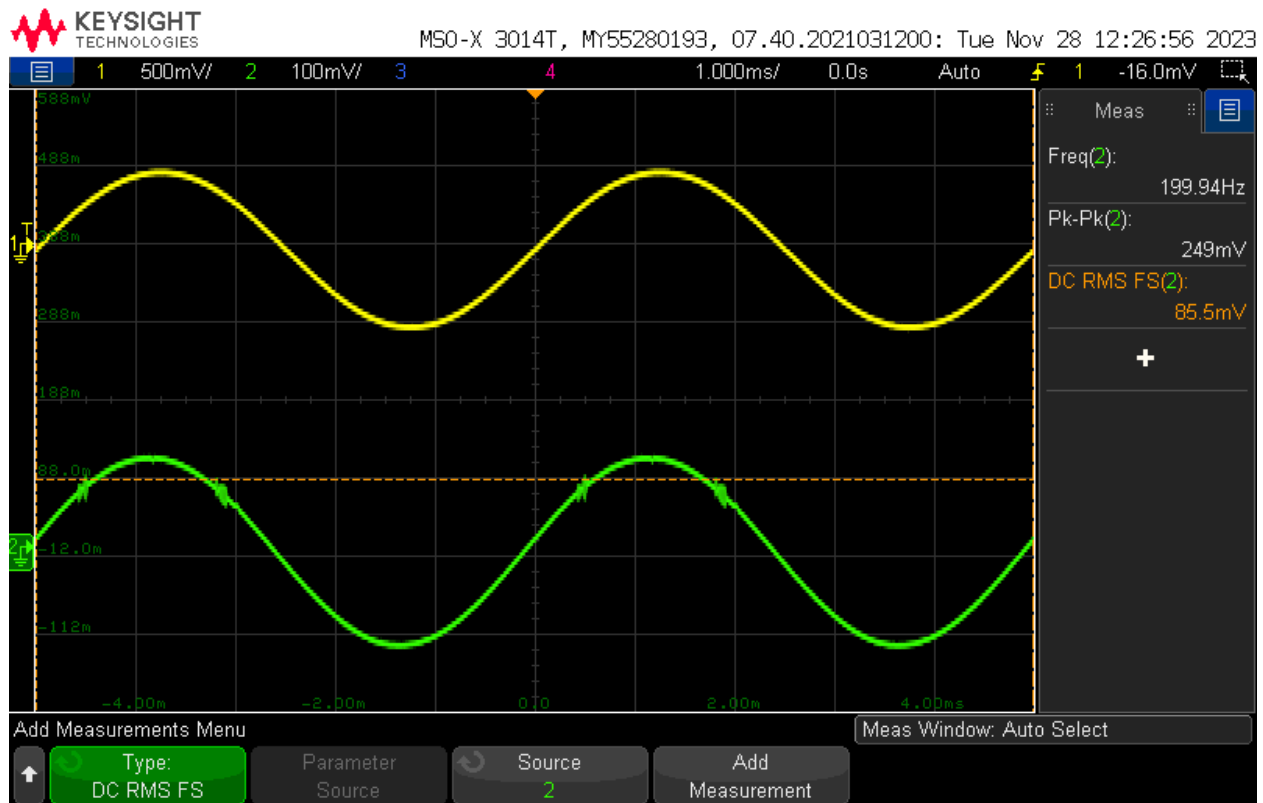 KEYSIGHT
TECHNOLOGIES
MSO-X 3014T, MY55280193, 07.40.2021031200: Tue Nov 28 12:26:56 2023
1 500mV/ 2 100mV/ 3 4 1.000ms/ 0.0s Auto 1 -16.0mV
588mV
Meas
488m
Freq(2):
199.94Hz
Pk-Pk(2):
T
1
388m
249mV
DC RMS FS(2):
288m
85.5mV
+
188m
88.0m
2
-12.0m
-112m
-4.00m -2.00m 0.0 2.00m 4.00ms
Add Measurements Menu
Meas Window: Auto Select
Type:
DC RMS FS
Parameter
Source
Source
2
Add
Measurement